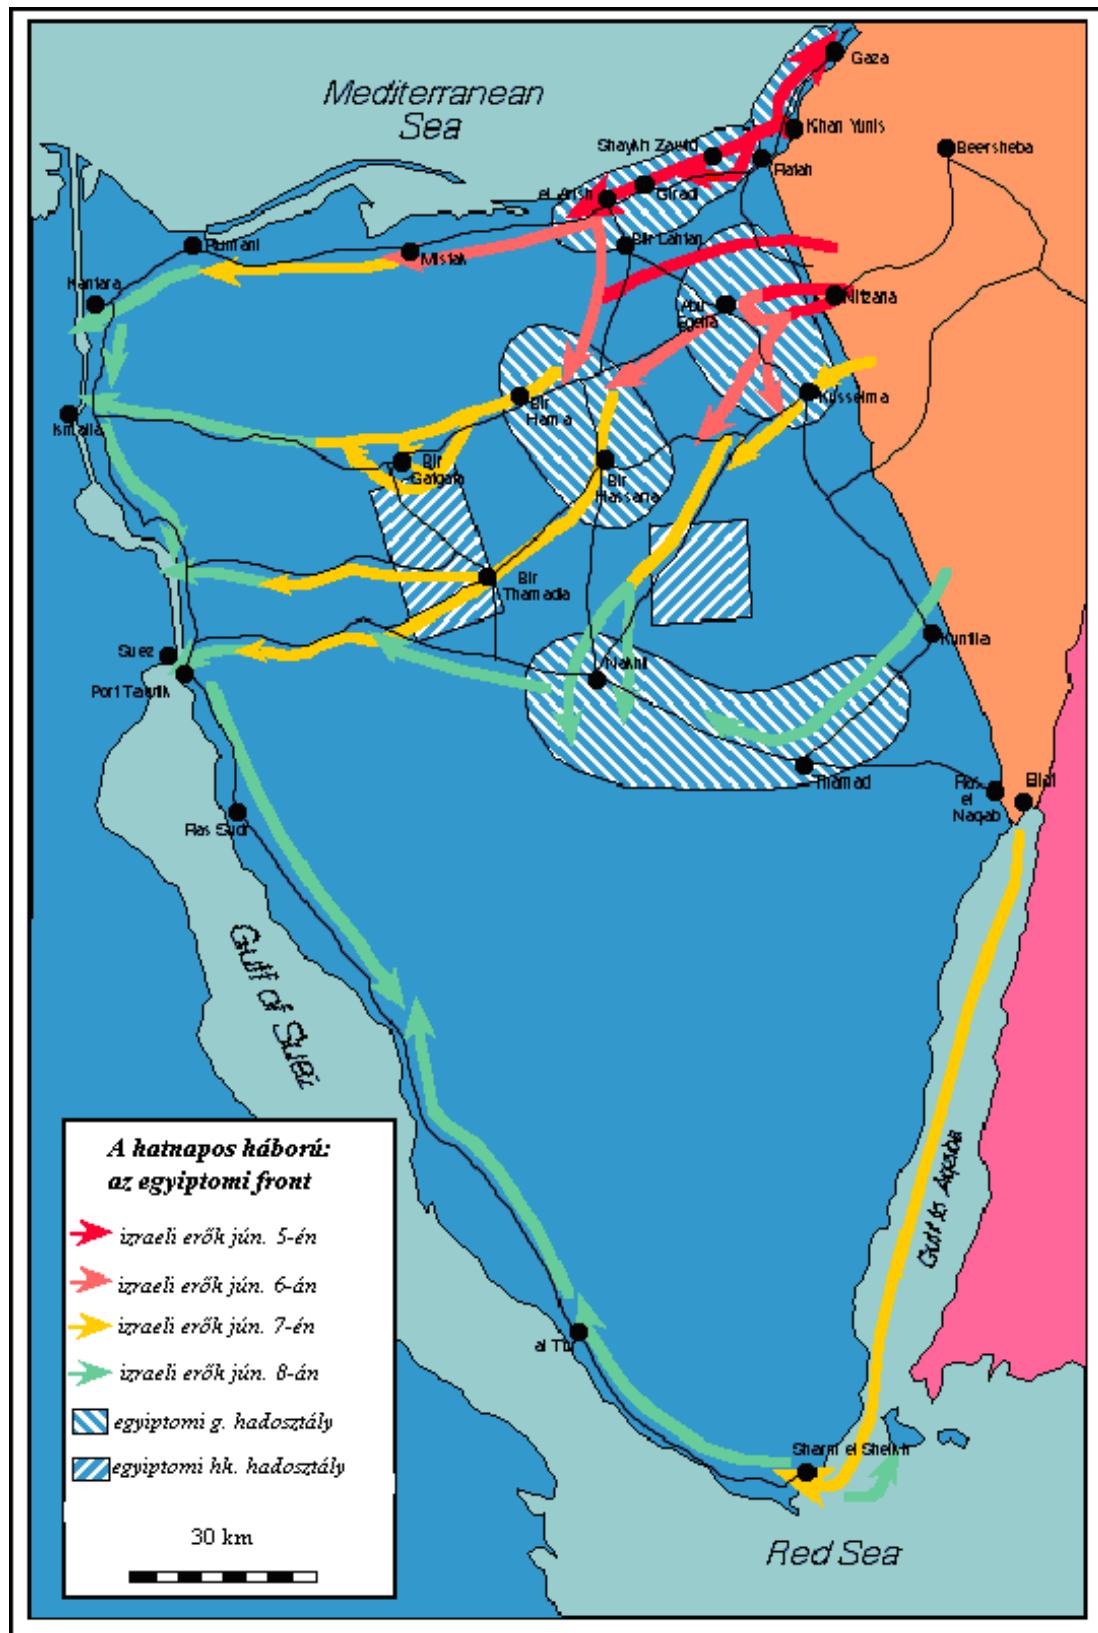 Mediterranean
Sea
Gaza
Khan Yunis
Beersheba
Shaykh Zawid
Rafah
el Arish
Giradi
Bir Lahfan
Rumani
Misfak
Kantara
Nitzana
Abu
Egeila
Kusseima
Bir
Hama
Ismailia
Bir
Gafgafa
Bir
Hassana
Bir
Thamada
Kuntilla
Suez
Nakhl
Port Taufik
Thamad
Ras
el
Naqab
Eilat
Ras Sudr
Gulf of Suez
Gulf of Aqaba
A hatnapos háború:
az egyiptomi front
izraeli erők jún. 5-én
izraeli erők jún. 6-án
izraeli erők jún. 7-én
izraeli erők jún. 8-án
egyiptomi g. hadosztály
egyiptomi hk. hadosztály
30 km
al Tur
Sharm el Sheikh
Red Sea